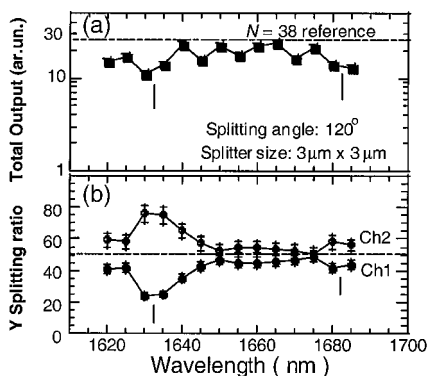 Total Output (ar.un.)
30
10
1
(a)
N = 38 reference
Splitting angle: 120°
Splitter size: 3μm x 3μm
Y Splitting ratio
80
60
40
20
0
(b)
Ch2
Ch1
1620 1640 1660 1680 1700
Wavelength ( nm )